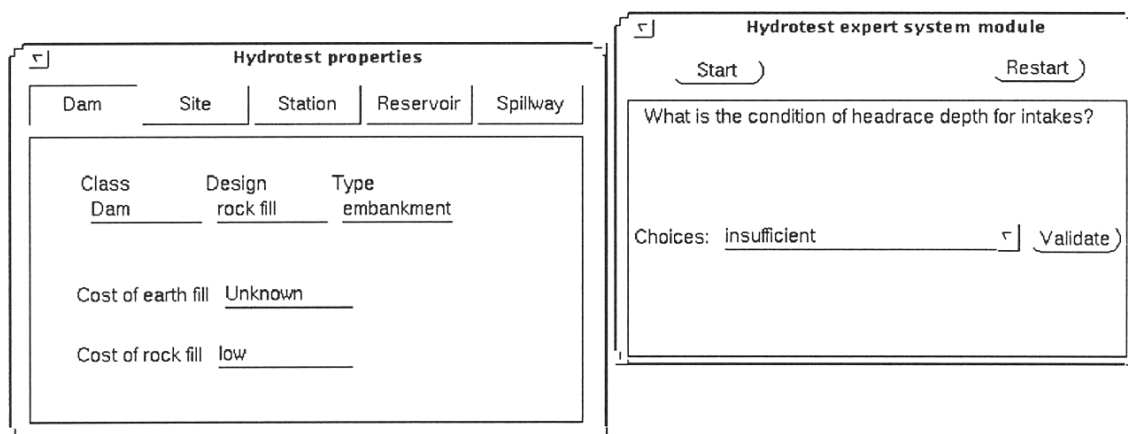 Hydrotest properties
Dam Site Station Reservoir Spillway
Class Design Type
Dam rock fill embankment
Cost of earth fill Unknown
Cost of rock fill low
Hydrotest expert system module
Start Restart
What is the condition of headrace depth for intakes?
Choices: insufficient Validate